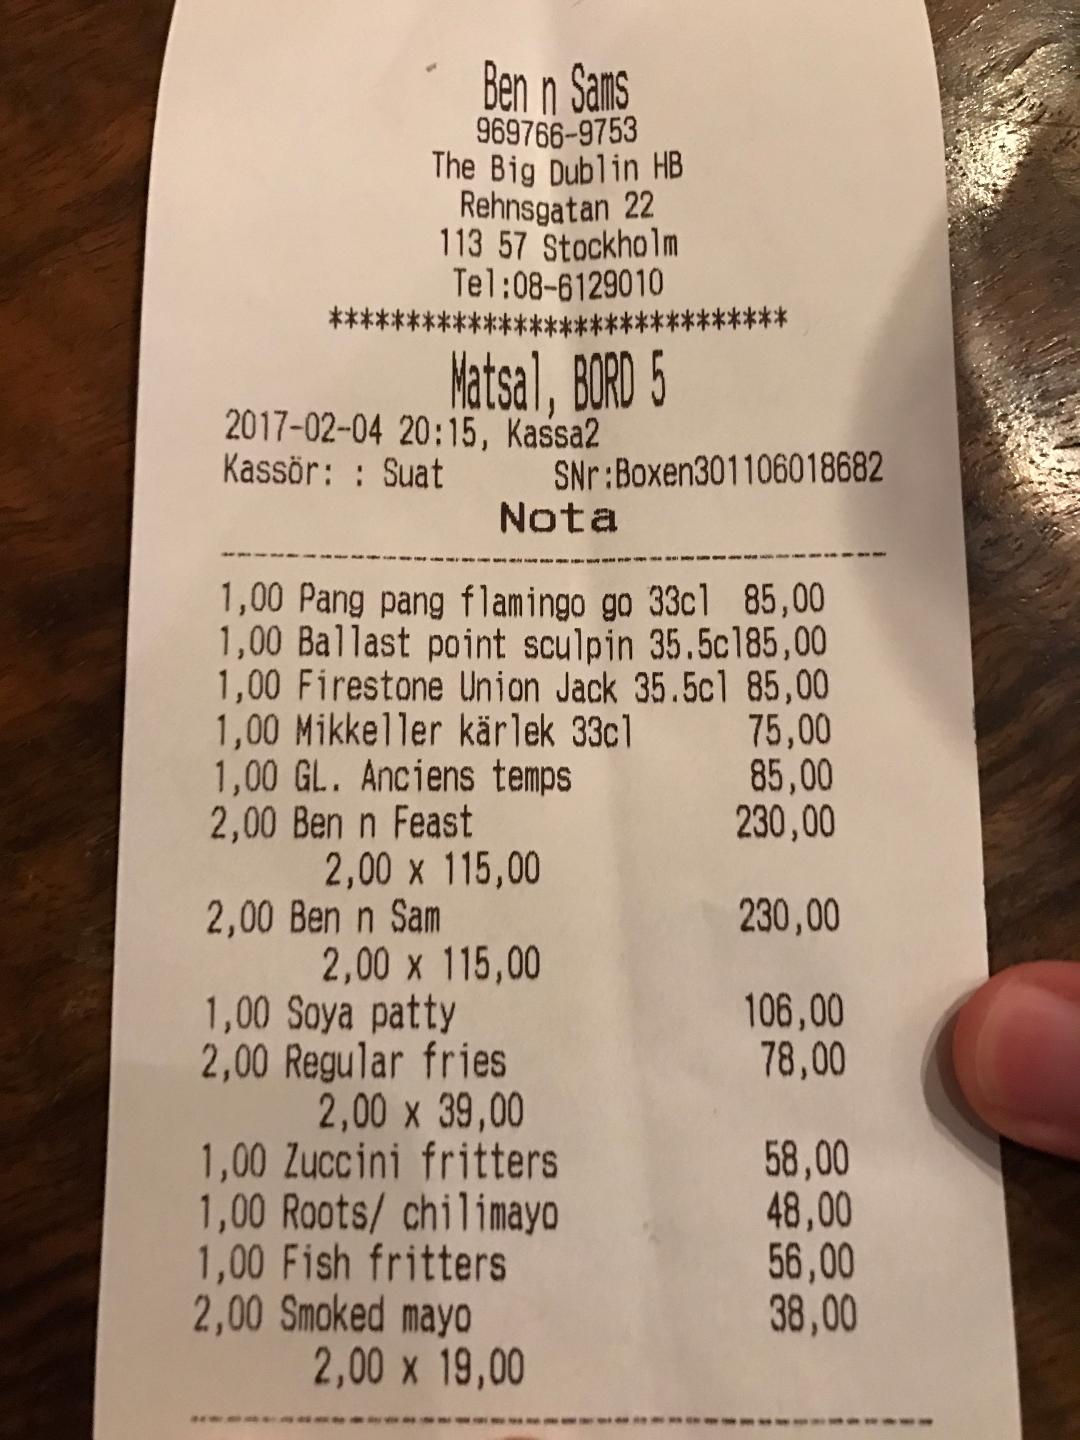 Ben n Sams
969766-9753
The Big Dublin HB
Rehnsgatan 22
113 57 Stockholm
Tel:08-6129010
******************************
Matsal, BORD 5
2017-02-04 20:15, Kassa2
Kassör: : Suat SNr:Boxen301106018682
Nota
1,00 Pang pang flamingo go 33cl 85,00
1,00 Ballast point sculpin 35.5cl85,00
1,00 Firestone Union Jack 35.5cl 85,00
1,00 Mikkeller kärlek 33cl 75,00
1,00 GL. Anciens temps 85,00
2,00 Ben n Feast 230,00
2,00 x 115,00
2,00 Ben n Sam 230,00
2,00 x 115,00
1,00 Soya patty 106,00
2,00 Regular fries 78,00
2,00 x 39,00
1,00 Zuccini fritters 58,00
1,00 Roots/ chilimayo 48,00
1,00 Fish fritters 56,00
2,00 Smoked mayo 38,00
2,00 x 19,00